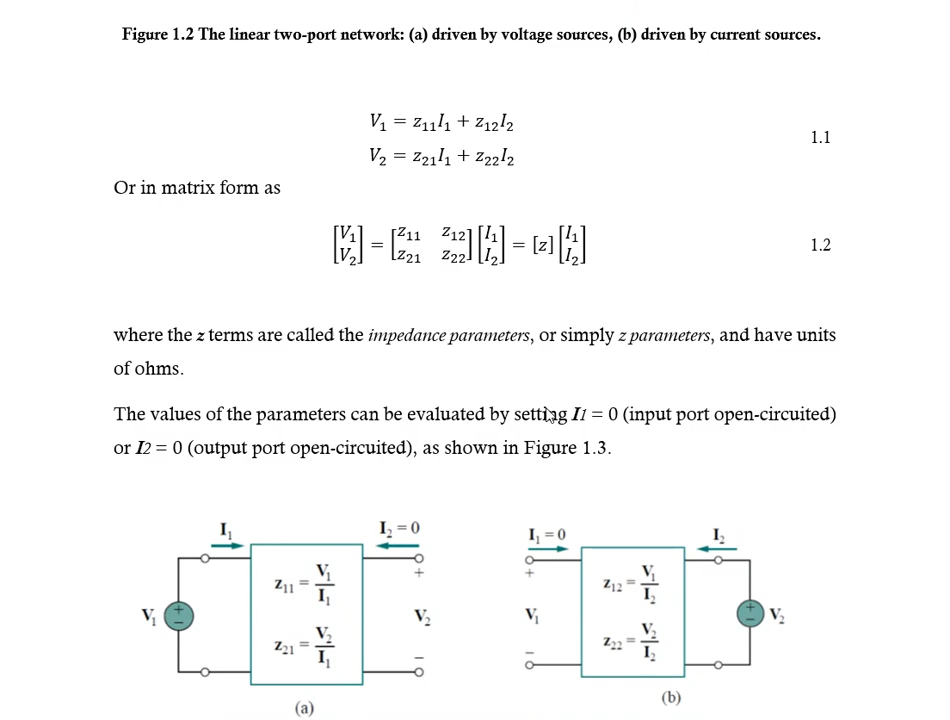 Figure 1.2 The linear two-port network: (a) driven by voltage sources, (b) driven by current sources.
V₁ = z₁₁I₁ + z₁₂I₂
1.1
V₂ = z₂₁I₁ + z₂₂I₂
Or in matrix form as
[V₁ V₂] = [z₁₁ z₁₂ z₂₁ z₂₂] [I₁ I₂] = [z] [I₁ I₂] 1.2
where the z terms are called the impedance parameters, or simply z parameters, and have units
of ohms.
The values of the parameters can be evaluated by setting I1 = 0 (input port open-circuited)
or I2 = 0 (output port open-circuited), as shown in Figure 1.3.
I₁ I₂ = 0
+
z₁₁ = V₁/I₁
V₁ + − V₂
z₂₁ = V₂/I₁
−
(a)
I₁ = 0 I₂
+
z₁₂ = V₁/I₂
V₁ + − V₂
z₂₂ = V₂/I₂
−
(b)